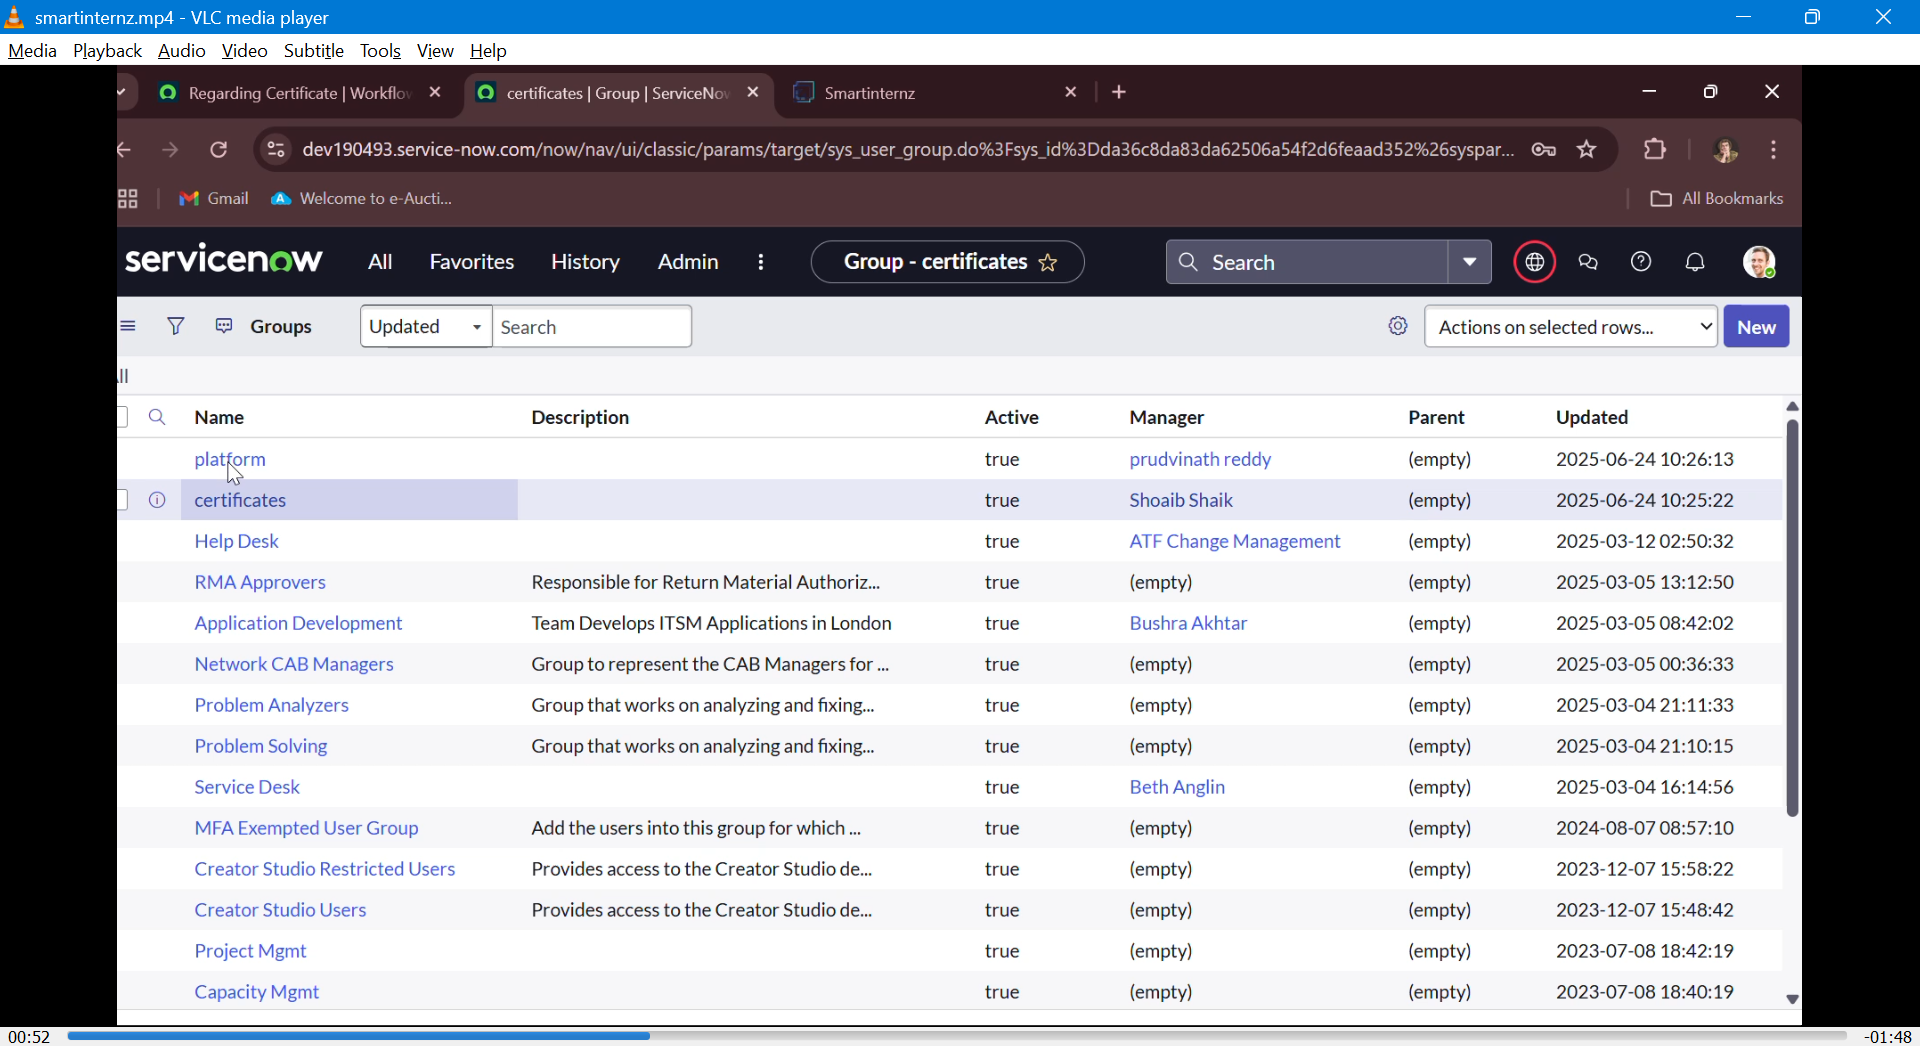 smartinternz.mp4 - VLC media player
Media Playback Audio Video Subtitle Tools View Help
Regarding Certificate | Workflow certificates | Group | ServiceNow Smartinternz
dev190493.service-now.com/now/nav/ui/classic/params/target/sys_user_group.do%3Fsys_id%3Dda36c8da83da62506a54f2d6feaad352%26syspar...
Gmail Welcome to e-Aucti... All Bookmarks
servicenow All Favorites History Admin Group - certificates Search
Groups Updated Search Actions on selected rows... New
ll
Name Description Active Manager Parent Updated
platform true prudvinath reddy (empty) 2025-06-24 10:26:13
certificates true Shoaib Shaik (empty) 2025-06-24 10:25:22
Help Desk true ATF Change Management (empty) 2025-03-12 02:50:32
RMA Approvers Responsible for Return Material Authoriz... true (empty) (empty) 2025-03-05 13:12:50
Application Development Team Develops ITSM Applications in London true Bushra Akhtar (empty) 2025-03-05 08:42:02
Network CAB Managers Group to represent the CAB Managers for ... true (empty) (empty) 2025-03-05 00:36:33
Problem Analyzers Group that works on analyzing and fixing... true (empty) (empty) 2025-03-04 21:11:33
Problem Solving Group that works on analyzing and fixing... true (empty) (empty) 2025-03-04 21:10:15
Service Desk true Beth Anglin (empty) 2025-03-04 16:14:56
MFA Exempted User Group Add the users into this group for which ... true (empty) (empty) 2024-08-07 08:57:10
Creator Studio Restricted Users Provides access to the Creator Studio de... true (empty) (empty) 2023-12-07 15:58:22
Creator Studio Users Provides access to the Creator Studio de... true (empty) (empty) 2023-12-07 15:48:42
Project Mgmt true (empty) (empty) 2023-07-08 18:42:19
Capacity Mgmt true (empty) (empty) 2023-07-08 18:40:19
00:52 -01:48